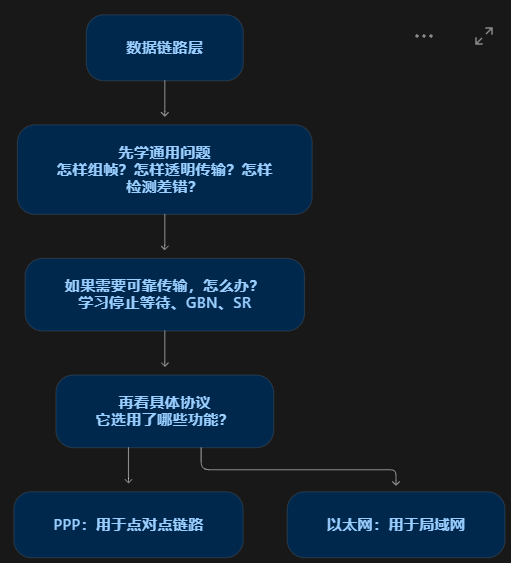 数据链路层
先学通用问题
怎样组帧？怎样透明传输？怎样
检测差错？
如果需要可靠传输，怎么办？
学习停止等待、GBN、SR
再看具体协议
它选用了哪些功能？
PPP：用于点对点链路
以太网：用于局域网